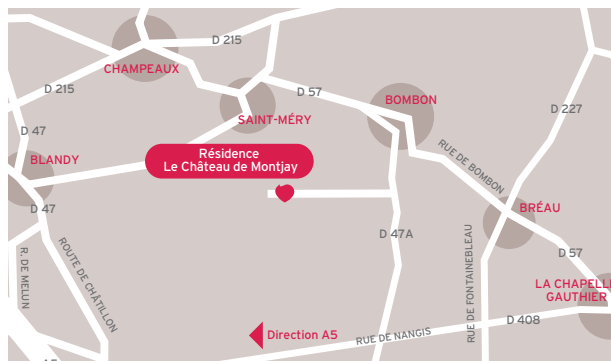 D 215
CHAMPEAUX
D 215
D 57
BOMBON
D 227
SAINT-MÉRY
D 47
BLANDY
Résidence
Le Château de Montjay
RUE DE BOMBON
D 47
BRÉAU
D 47A
ROUTE DE CHÂTILLON
R. DE MELUN
RUE DE FONTAINEBLEAU
D 57
LA CHAPELLE
GAUTHIER
D 408
RUE DE NANGIS
Direction A5
A5